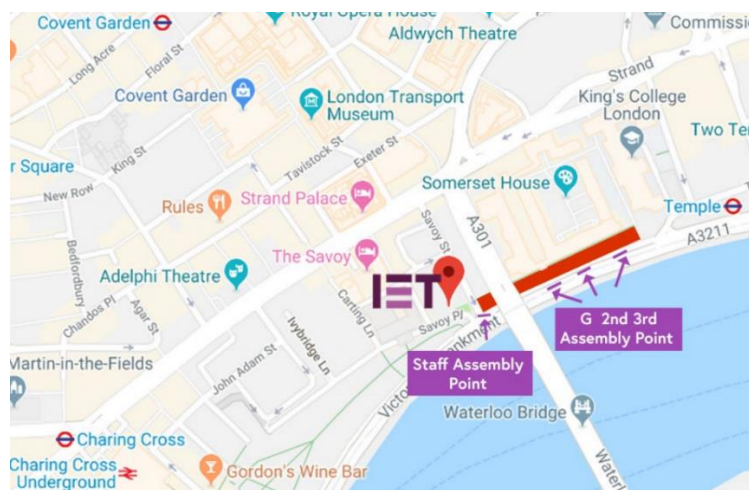 Covent Garden
Royal Opera House
Aldwych Theatre
Commissio
Long Acre
Floral St
Covent Garden
London Transport
Museum
Strand
King's College
London
Two Ten
r Square
King St
Tavistock St
Exeter St
New Row
Rules
Strand Palace
Somerset House
Temple
A3211
Bedfordbury
The Savoy
Savoy St
A301
Adelphi Theatre
IET
Chandos Pl
Agar St
Carting Ln
Savoy Pl
G 2nd 3rd
Assembly Point
Ivybridge Ln
Staff Assembly
Point
Martin-in-the-Fields
John Adam St
Victo
nkment
Waterloo Bridge
Charing Cross
Charing Cross
Underground
Gordon's Wine Bar
Waterl